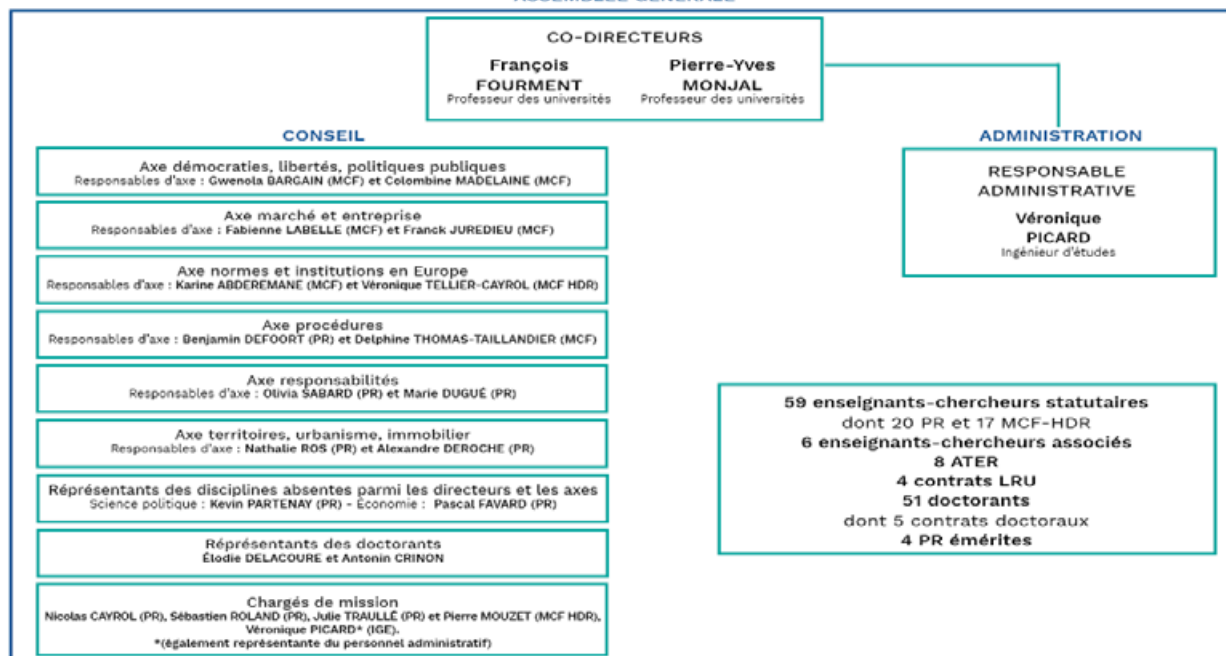 ASSEMBLÉE GÉNÉRALE
CO-DIRECTEURS
François
FOURMENT
Professeur des universités
Pierre-Yves
MONJAL
Professeur des universités
CONSEIL
Axe démocraties, libertés, politiques publiques
Responsables d'axe : Gwenola BARGAIN (MCF) et Colombine MADELAINE (MCF)
Axe marché et entreprise
Responsables d'axe : Fabienne LABELLE (MCF) et Franck JUREDIEU (MCF)
Axe normes et institutions en Europe
Responsables d'axe : Karine ABDEREMANE (MCF) et Véronique TELLIER-CAYROL (MCF HDR)
Axe procédures
Responsables d'axe : Benjamin DEFOORT (PR) et Delphine THOMAS-TAILLANDIER (MCF)
Axe responsabilités
Responsables d'axe : Olivia SABARD (PR) et Marie DUGUÉ (PR)
Axe territoires, urbanisme, immobilier
Responsables d'axe : Nathalie ROS (PR) et Alexandre DEROCHE (PR)
Réprésentants des disciplines absentes parmi les directeurs et les axes
Science politique : Kevin PARTENAY (PR) - Économie : Pascal FAVARD (PR)
Réprésentants des doctorants
Élodie DELACOURE et Antonin CRINON
Chargés de mission
Nicolas CAYROL (PR), Sébastien ROLAND (PR), Julie TRAULLÉ (PR) et Pierre MOUZET (MCF HDR),
Véronique PICARD* (IGE).
*(également représentante du personnel administratif)
ADMINISTRATION
RESPONSABLE
ADMINISTRATIVE
Véronique
PICARD
Ingénieur d'études
59 enseignants-chercheurs statutaires
dont 20 PR et 17 MCF-HDR
6 enseignants-chercheurs associés
8 ATER
4 contrats LRU
51 doctorants
dont 5 contrats doctoraux
4 PR émérites